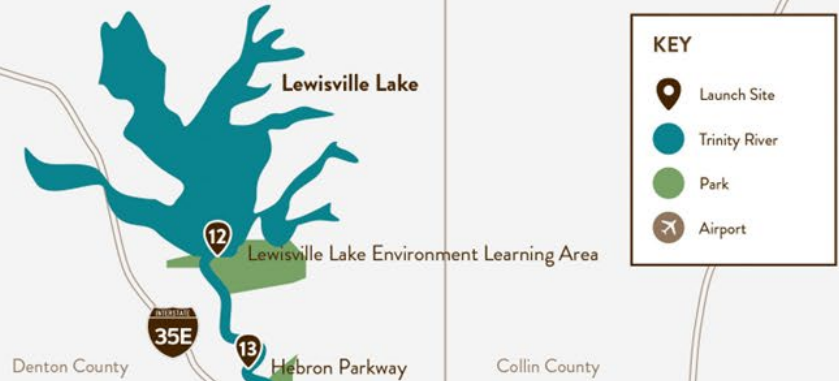 Lewisville Lake
KEY
Launch Site
Trinity River
Park
Airport
12
Lewisville Lake Environment Learning Area
INTERSTATE
35E
13
Hebron Parkway
Denton County
Collin County